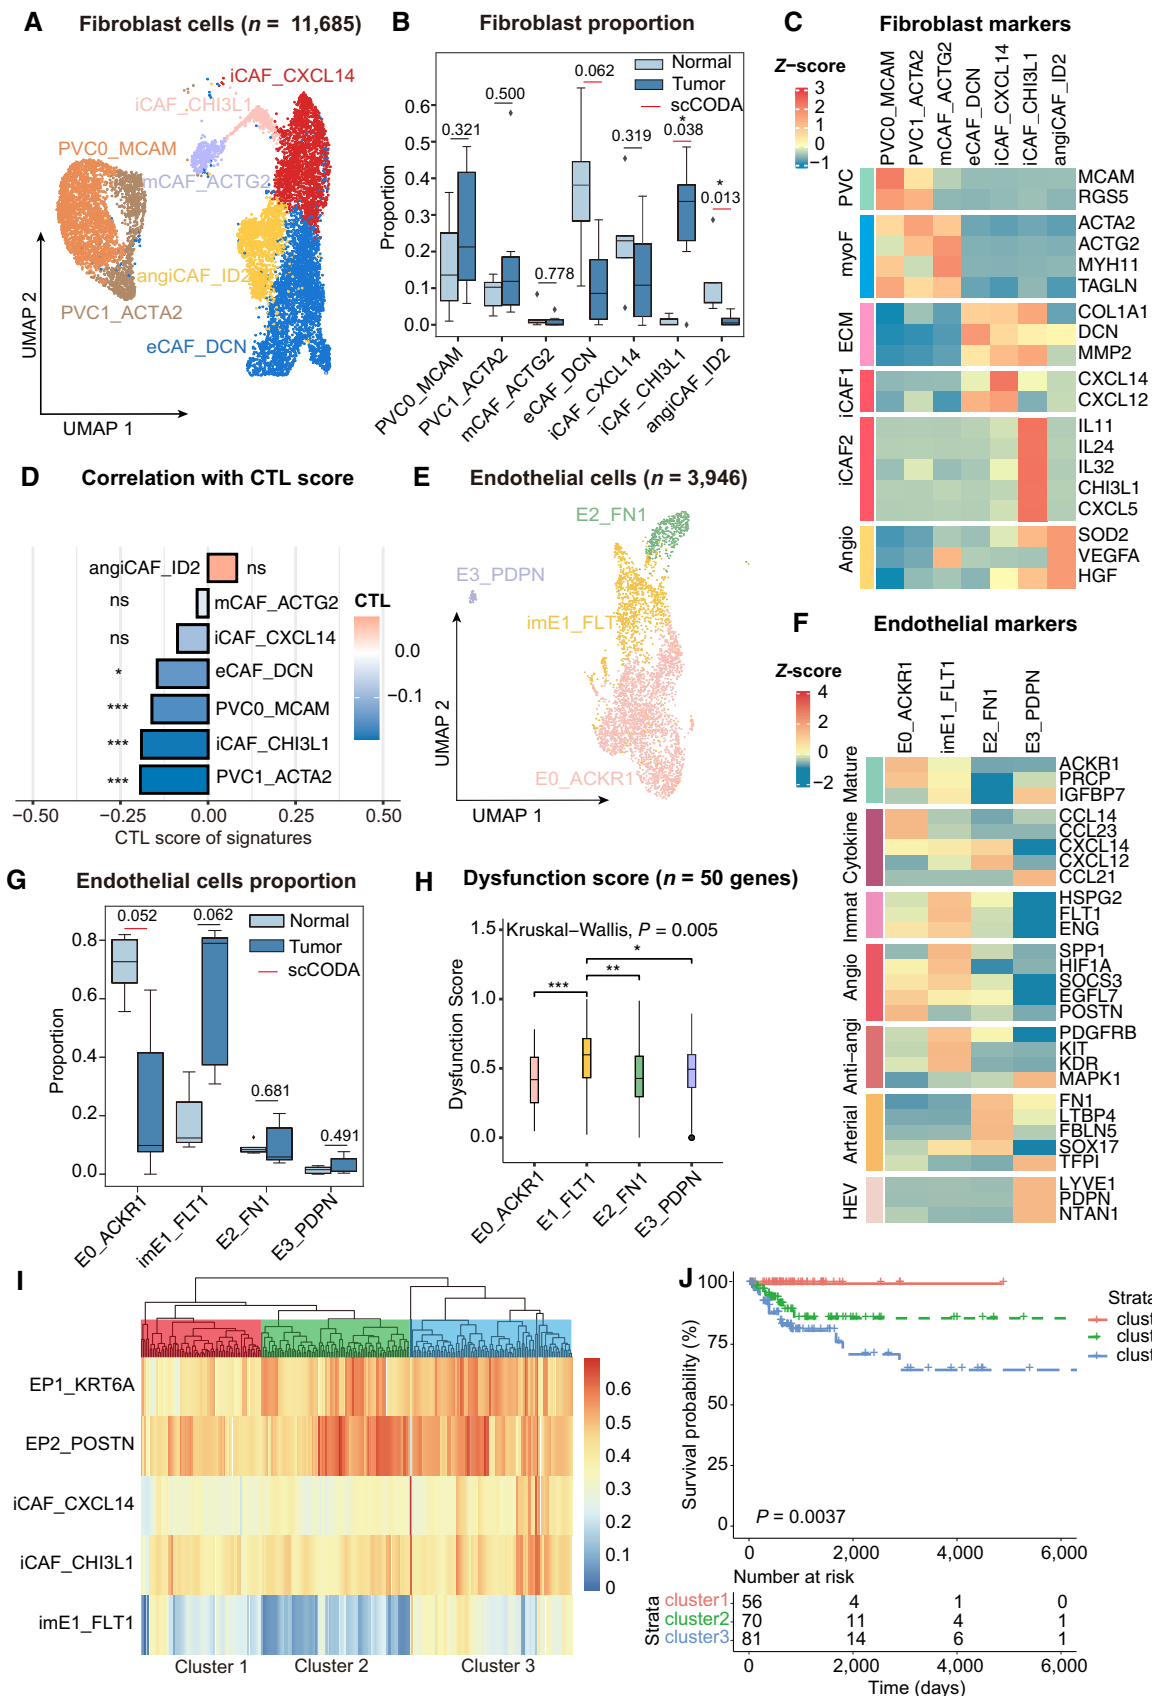 A Fibroblast cells (n = 11,685)
iCAF_CXCL14
iCAF_CHI3L1
PVC0_MCAM
mCAF_ACTG2
angiCAF_ID2
PVC1_ACTA2
eCAF_DCN
UMAP 2
UMAP 1
B Fibroblast proportion
Normal
Tumor
scCODA
0.321
0.500
0.778
0.062
0.319
*
0.038
*
0.013
Proportion
0.6
0.5
0.4
0.3
0.2
0.1
0.0
PVC0_MCAM
PVC1_ACTA2
mCAF_ACTG2
eCAF_DCN
iCAF_CXCL14
iCAF_CHI3L1
angiCAF_ID2
C Fibroblast markers
Z−score
3
2
1
0
−1
PVC0_MCAM
PVC1_ACTA2
mCAF_ACTG2
eCAF_DCN
iCAF_CXCL14
iCAF_CHI3L1
angiCAF_ID2
PVC
MCAM
RGS5
myoF
ACTA2
ACTG2
MYH11
TAGLN
ECM
COL1A1
DCN
MMP2
iCAF1
CXCL14
CXCL12
iCAF2
IL11
IL24
IL32
CHI3L1
CXCL5
Angio
SOD2
VEGFA
HGF
D Correlation with CTL score
angiCAF_ID2 ns
ns mCAF_ACTG2
ns iCAF_CXCL14
* eCAF_DCN
*** PVC0_MCAM
*** iCAF_CHI3L1
*** PVC1_ACTA2
CTL
0.0
−0.1
−0.50 −0.25 0.00 0.25 0.50
CTL score of signatures
E Endothelial cells (n = 3,946)
E2_FN1
E3_PDPN
imE1_FLT
E0_ACKR1
UMAP 2
UMAP 1
F Endothelial markers
Z-score
4
2
0
−2
E0_ACKR1
imE1_FLT1
E2_FN1
E3_PDPN
Mature
ACKR1
PRCP
IGFBP7
Cytokine
CCL14
CCL23
CXCL14
CXCL12
CCL21
Immat
HSPG2
FLT1
ENG
Angio
SPP1
HIF1A
SOCS3
EGFL7
POSTN
Anti−angi
PDGFRB
KIT
KDR
MAPK1
Arterial
FN1
LTBP4
FBLN5
SOX17
TFPI
HEV
LYVE1
PDPN
NTAN1
G Endothelial cells proportion
0.052
0.062
0.681
0.491
Normal
Tumor
scCODA
Proportion
0.8
0.6
0.4
0.2
0.0
E0_ACKR1
imE1_FLT1
E2_FN1
E3_PDPN
H Dysfunction score (n = 50 genes)
Kruskal−Wallis, P = 0.005
***
**
*
Dysfunction Score
1.5
1.0
0.5
0.0
E0_ACKR1
E1_FLT1
E2_FN1
E3_PDPN
I
EP1_KRT6A
EP2_POSTN
iCAF_CXCL14
iCAF_CHI3L1
imE1_FLT1
0.6
0.5
0.4
0.3
0.2
0.1
0
Cluster 1 Cluster 2 Cluster 3
J
Survival probability (%)
100
75
50
25
0
P = 0.0037
Strata
clust
clust
clust
0 2,000 4,000 6,000
Number at risk
Strata
cluster1 56 4 1 0
cluster2 70 11 4 1
cluster3 81 14 6 1
0 2,000 4,000 6,000
Time (days)